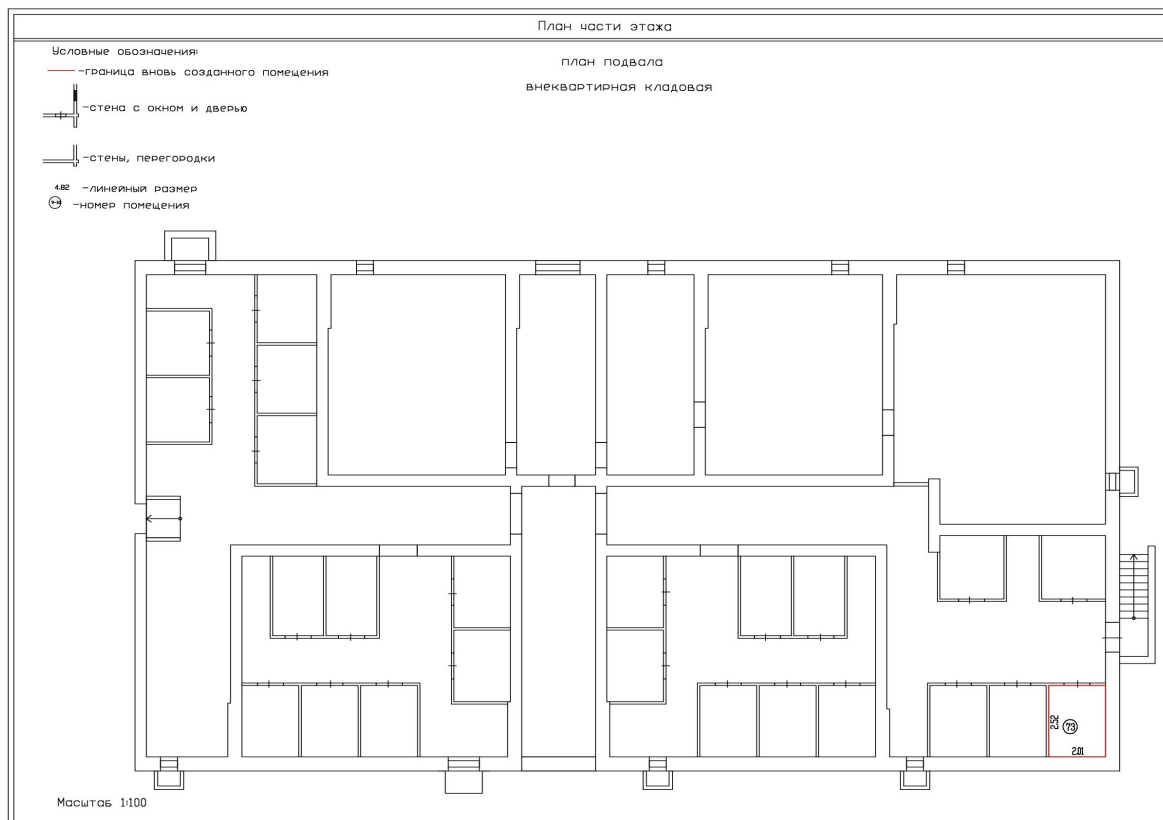 План части этажа
Условные обозначения:
-граница вновь созданного помещения
план подвала
внеквартирная кладовая
-стена с окном и дверью
-стены, перегородки
4.82 -линейный размер
-номер помещения
2.52
73
2.01
Масштаб 1:100